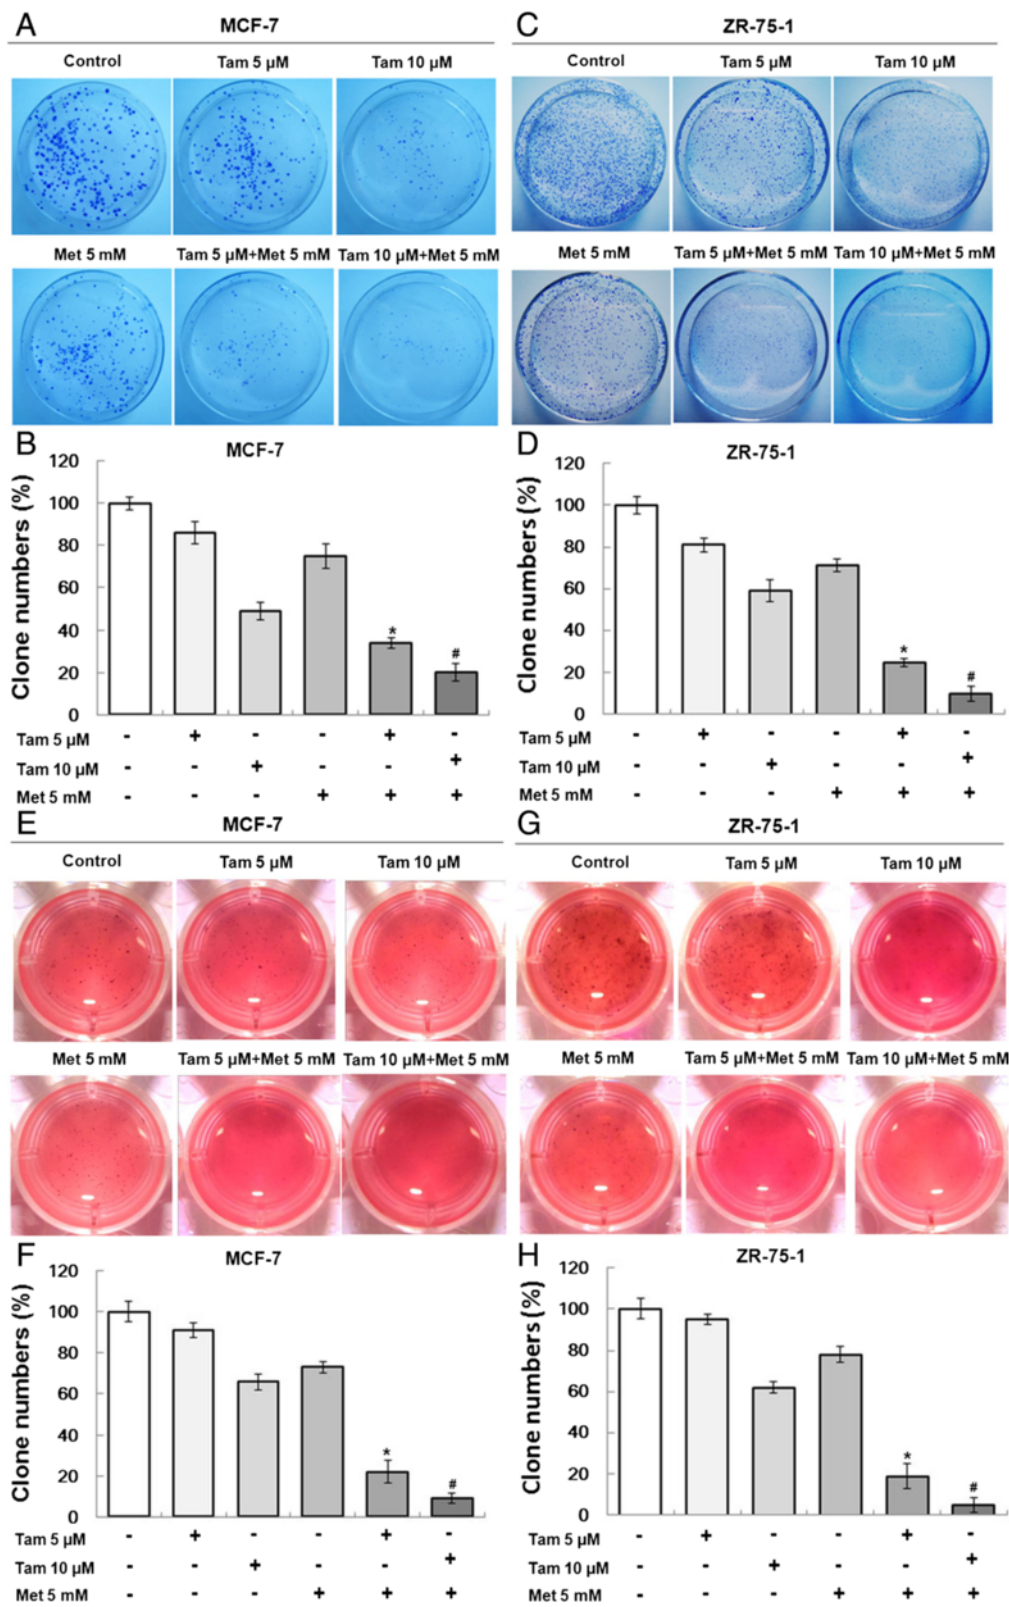 A MCF-7 C ZR-75-1
Control Tam 5 µM Tam 10 µM Control Tam 5 µM Tam 10 µM
Met 5 mM Tam 5 µM+Met 5 mM Tam 10 µM+Met 5 mM Met 5 mM Tam 5 µM+Met 5 mM Tam 10 µM+Met 5 mM
B MCF-7
Clone numbers (%)
120
100
80
60
40
20
0
* #
Tam 5 µM - + - - + -
Tam 10 µM - - + - - +
Met 5 mM - - - + + +
D ZR-75-1
Clone numbers (%)
120
100
80
60
40
20
0
* #
Tam 5 µM - + - - + -
Tam 10 µM - - + - - +
Met 5 mM - - - + + +
E MCF-7 G ZR-75-1
Control Tam 5 µM Tam 10 µM Control Tam 5 µM Tam 10 µM
Met 5 mM Tam 5 µM+Met 5 mM Tam 10 µM+Met 5 mM Met 5 mM Tam 5 µM+Met 5 mM Tam 10 µM+Met 5 mM
F MCF-7
Clone numbers (%)
120
100
80
60
40
20
0
* #
Tam 5 µM - + - - + -
Tam 10 µM - - + - - +
Met 5 mM - - - + + +
H ZR-75-1
Clone numbers (%)
120
100
80
60
40
20
0
* #
Tam 5 µM - + - - + -
Tam 10 µM - - + - - +
Met 5 mM - - - + + +